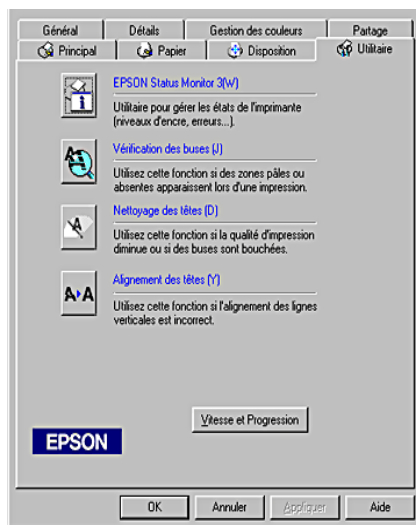 Général Détails Gestion des couleurs Partage
Principal Papier Disposition Utilitaire
EPSON Status Monitor 3(W)
Utilitaire pour gérer les états de l'imprimante
(niveaux d'encre, erreurs...).
Vérification des buses (J)
Utilisez cette fonction si des zones pâles ou
absentes apparaissent lors d'une impression.
Nettoyage des têtes (D)
Utilisez cette fonction si la qualité d'impression
diminue ou si des buses sont bouchées.
Alignement des têtes (Y)
Utilisez cette fonction si l'alignement des lignes
verticales est incorrect.
Vitesse et Progression
EPSON
OK Annuler Appliquer Aide